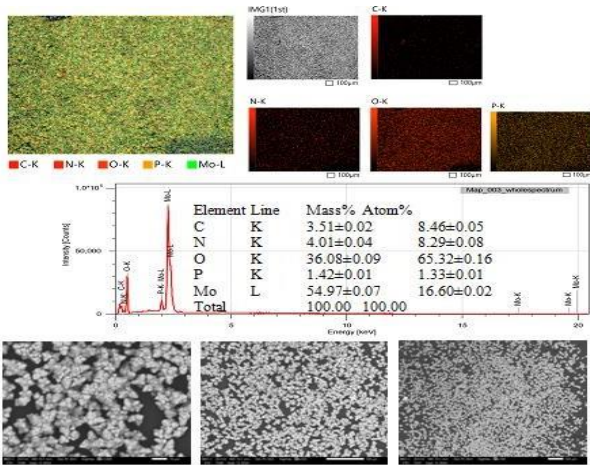 IMG1(1st)
C-K
100µm
100µm
N-K
O-K
P-K
100µm
100µm
100µm
C-K N-K O-K P-K Mo-L
Map_003_wholespectrum
1.0*10⁵
50,000
0
Intensity [Counts]
C-K
N-K
O-K
P-K
Mo-L
Mo-L
Mo-L
Mo-K
Mo-K
Mo-K
Element Line Mass% Atom%
C K 3.51±0.02 8.46±0.05
N K 4.01±0.04 8.29±0.08
O K 36.08±0.09 65.32±0.16
P K 1.42±0.01 1.33±0.01
Mo L 54.97±0.07 16.60±0.02
Total 100.00 100.00
0 5 10 15 20
Energy [keV]